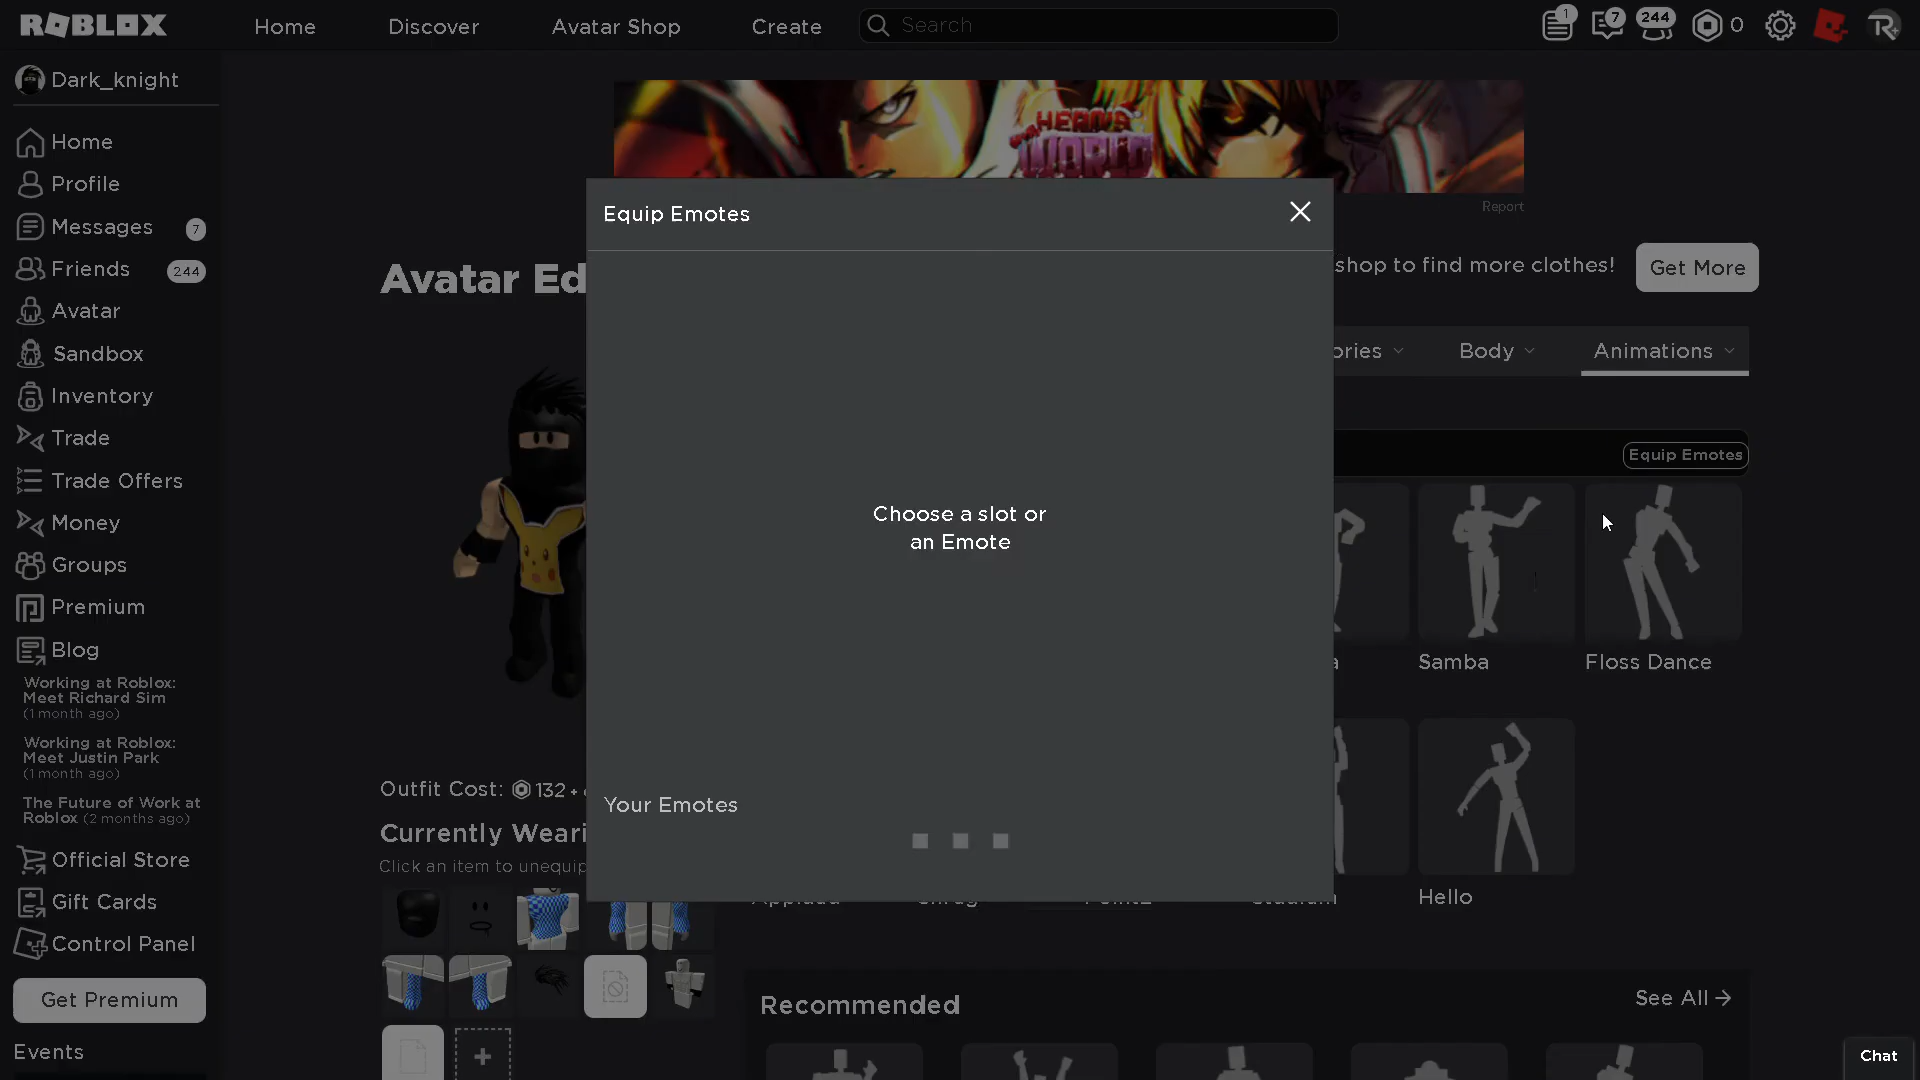 ROBLOX
Home
Discover
Avatar Shop
Create
Search
1
7
244
0
Dark_knight
Home
Profile
Messages
7
Friends
244
Avatar
Sandbox
Inventory
Trade
Trade Offers
Money
Groups
Premium
Blog
Working at Roblox:
Meet Richard Sim
(1 month ago)
Working at Roblox:
Meet Justin Park
(1 month ago)
The Future of Work at
Roblox (2 months ago)
Official Store
Gift Cards
Control Panel
Get Premium
Events
WORLD
Report
Avatar Ed
shop to find more clothes!
Get More
ories
Body
Animations
Equip Emotes
Equip Emotes
Choose a slot or
an Emote
Your Emotes
a
Samba
Floss Dance
Hello
Outfit Cost: 132 +
Currently Weari
Click an item to unequip
Recommended
See All
Chat